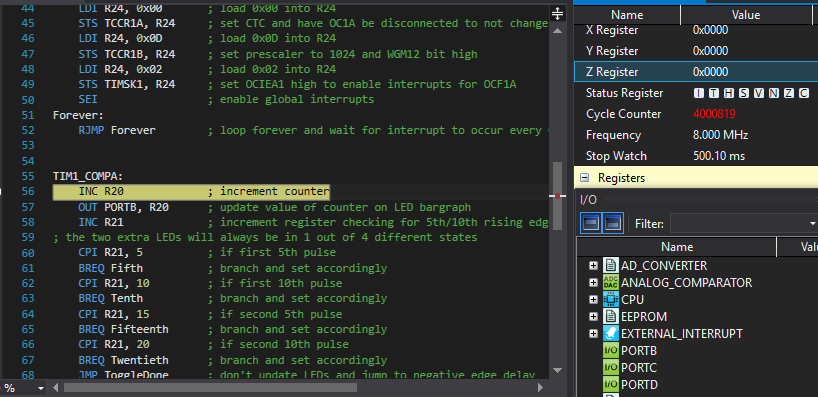 44 LDI R24, 0x00 ; load 0x00 into R24
45 STS TCCR1A, R24 ; set CTC and have OC1A be disconnected to not change
46 LDI R24, 0x0D ; load 0x0D into R24
47 STS TCCR1B, R24 ; set prescaler to 1024 and WGM12 bit high
48 LDI R24, 0x02 ; load 0x02 into R24
49 STS TIMSK1, R24 ; set OCIEA1 high to enable interrupts for OCF1A
50 SEI ; enable global interrupts
51 Forever:
52 RJMP Forever ; loop forever and wait for interrupt to occur every
53
54
55 TIM1_COMPA:
56 INC R20 ; increment counter
57 OUT PORTB, R20 ; update value of counter on LED bargraph
58 INC R21 ; increment register checking for 5th/10th rising edg
59 ; the two extra LEDs will always be in 1 out of 4 different states
60 CPI R21, 5 ; if first 5th pulse
61 BREQ Fifth ; branch and set accordingly
62 CPI R21, 10 ; if first 10th pulse
63 BREQ Tenth ; branch and set accordingly
64 CPI R21, 15 ; if second 5th pulse
65 BREQ Fifteenth ; branch and set accordingly
66 CPI R21, 20 ; if second 10th pulse
67 BREQ Twentieth ; branch and set accordingly
68 JMP ToggleDone ; don't update LEDs and jump to negative edge delay
%
Name Value
X Register 0x0000
Y Register 0x0000
Z Register 0x0000
Status Register I T H S V N Z C
Cycle Counter 4000819
Frequency 8.000 MHz
Stop Watch 500.10 ms
Registers
I/O
Filter:
Name Valu
AD_CONVERTER
ADC DAC ANALOG_COMPARATOR
CPU
EEPROM
EXTERNAL_INTERRUPT
I/O PORTB
I/O PORTC
I/O PORTD